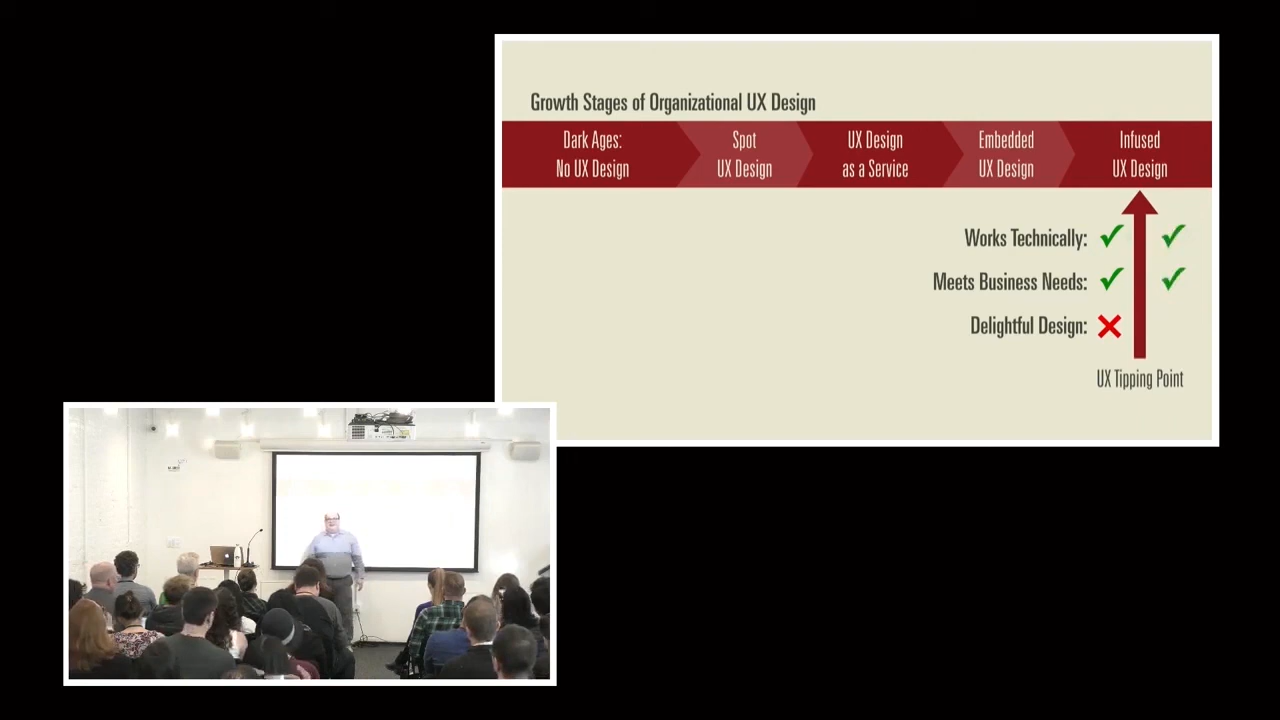 Growth Stages of Organizational UX Design
Dark Ages:
No UX Design
Spot
UX Design
UX Design
as a Service
Embedded
UX Design
Infused
UX Design
Works Technically:
Meets Business Needs:
Delightful Design:
UX Tipping Point